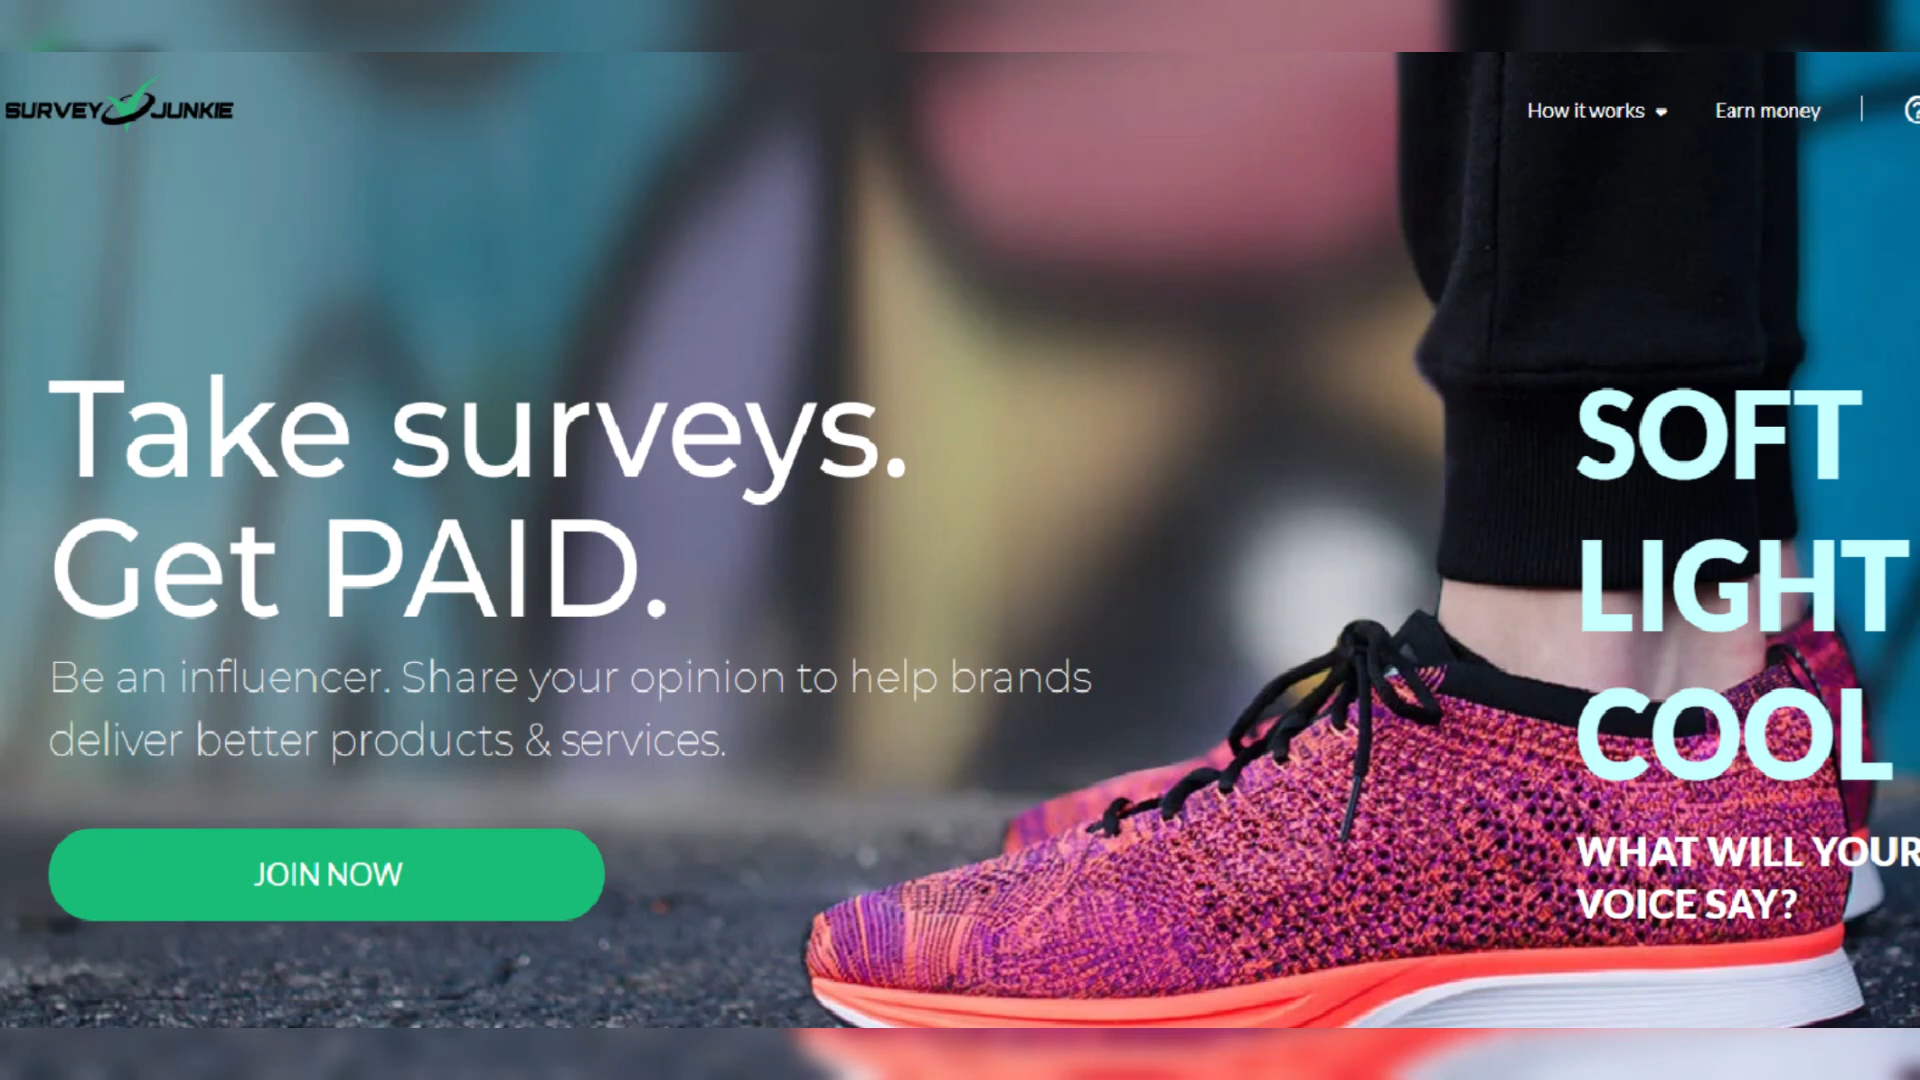 SURVEY JUNKIE
How it works
Earn money
Take surveys.
Get PAID.
Be an influencer. Share your opinion to help brands
deliver better products & services.
JOIN NOW
SOFT
LIGHT
COOL
WHAT WILL YOUR
VOICE SAY?